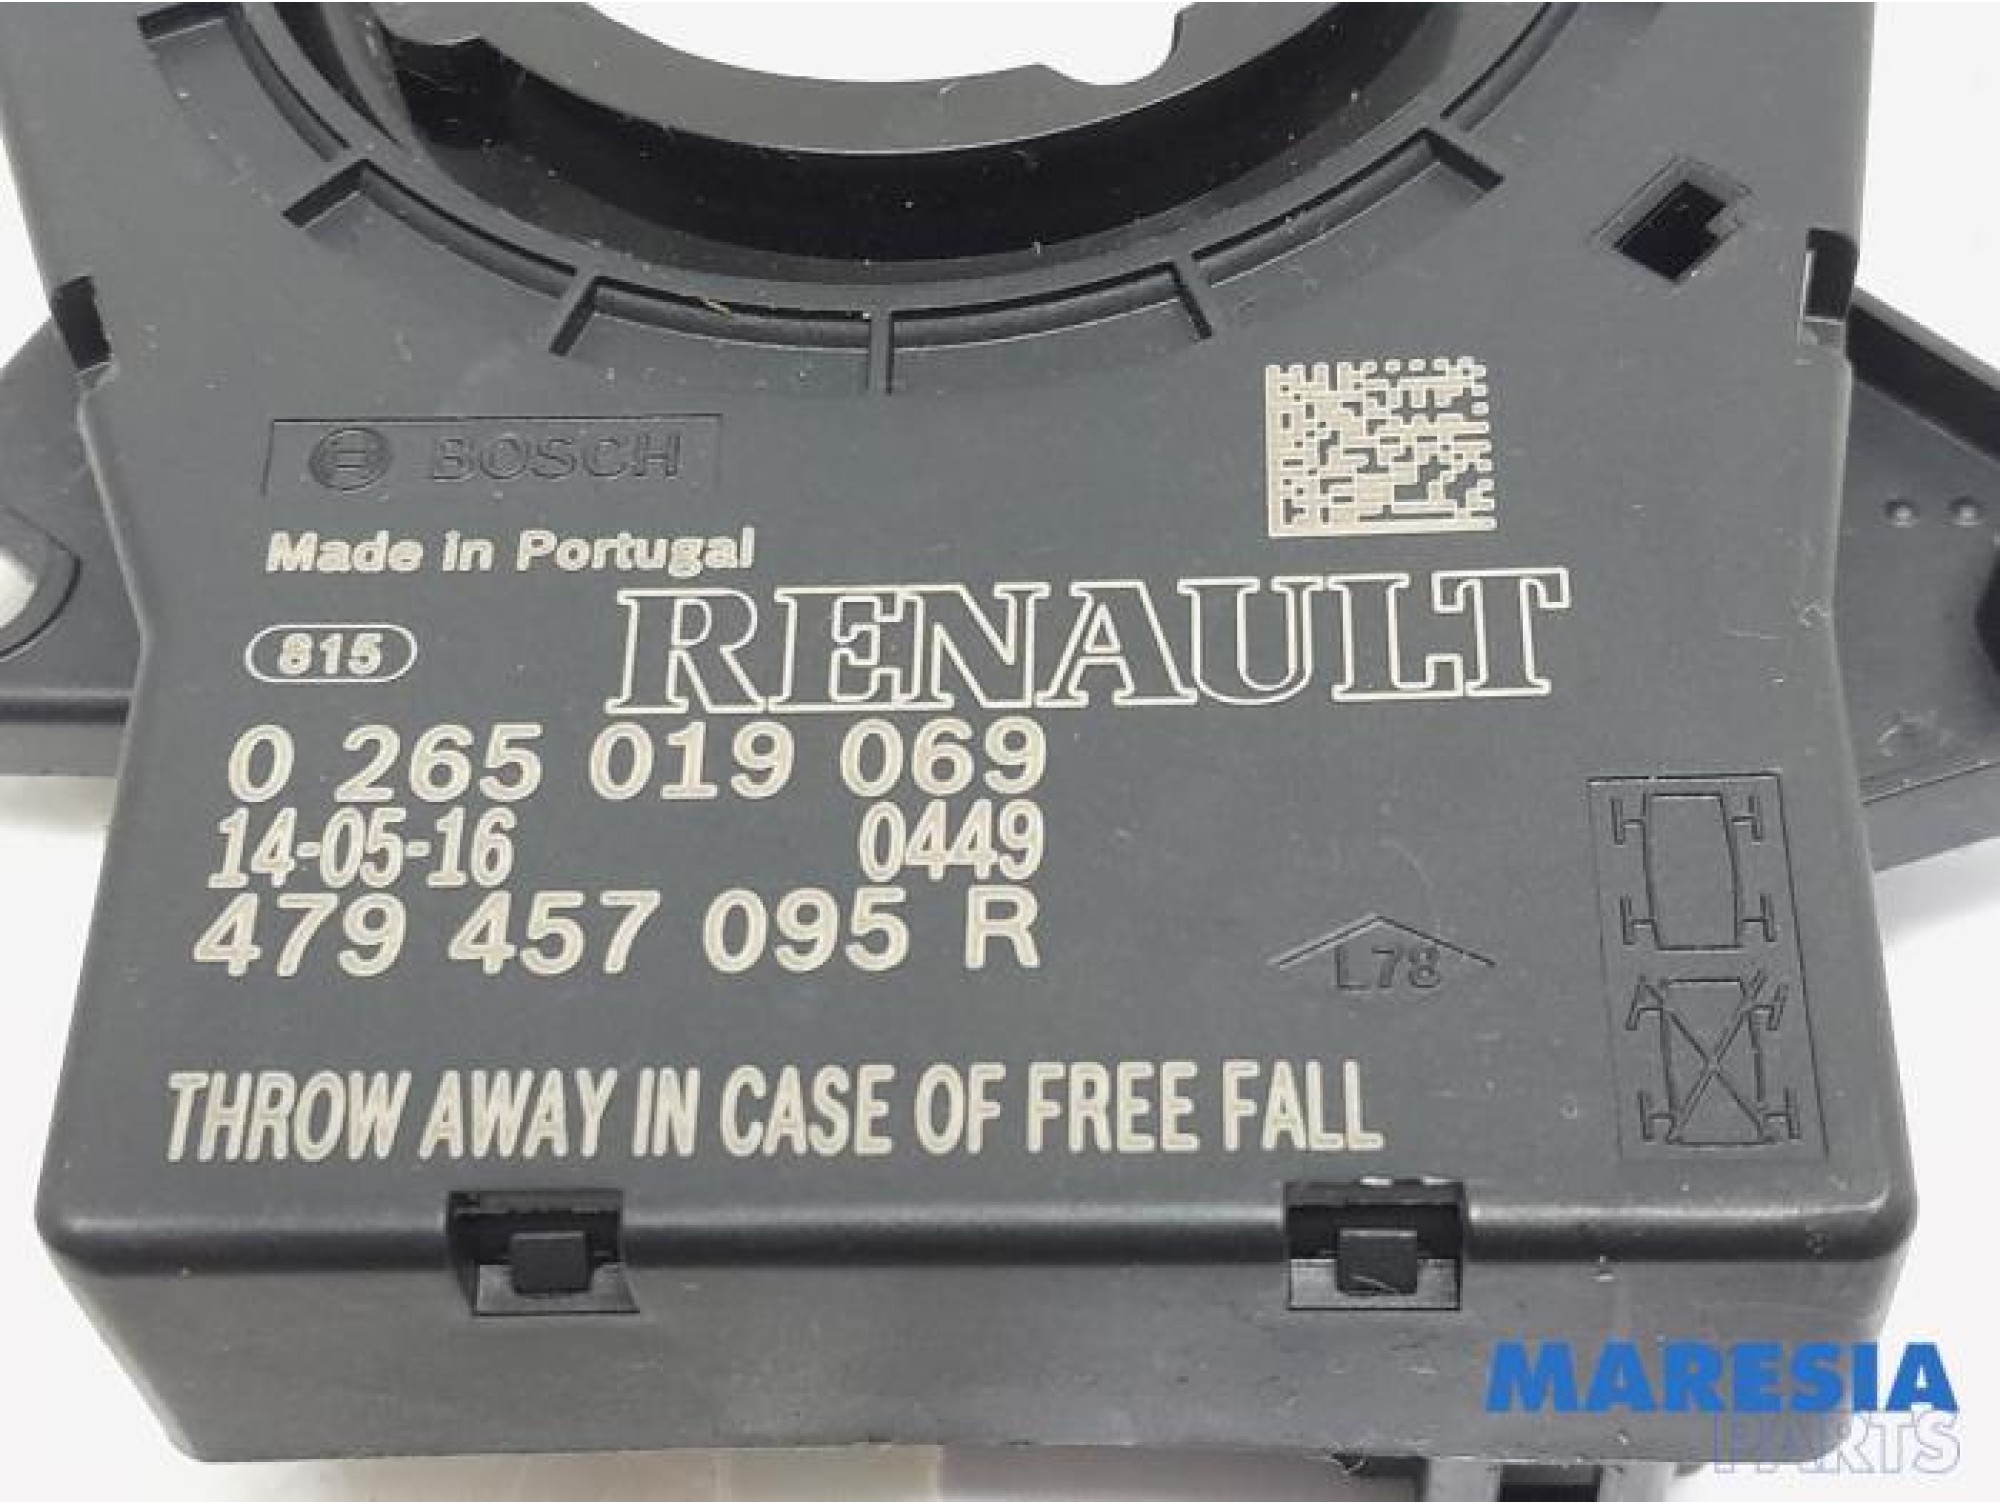 BOSCH
Made in Portugal
RENAULT
815
0 265 019 069
14-05-16 0449
479 457 095 R
L78
THROW AWAY IN CASE OF FREE FALL
MARESIA
PARTS